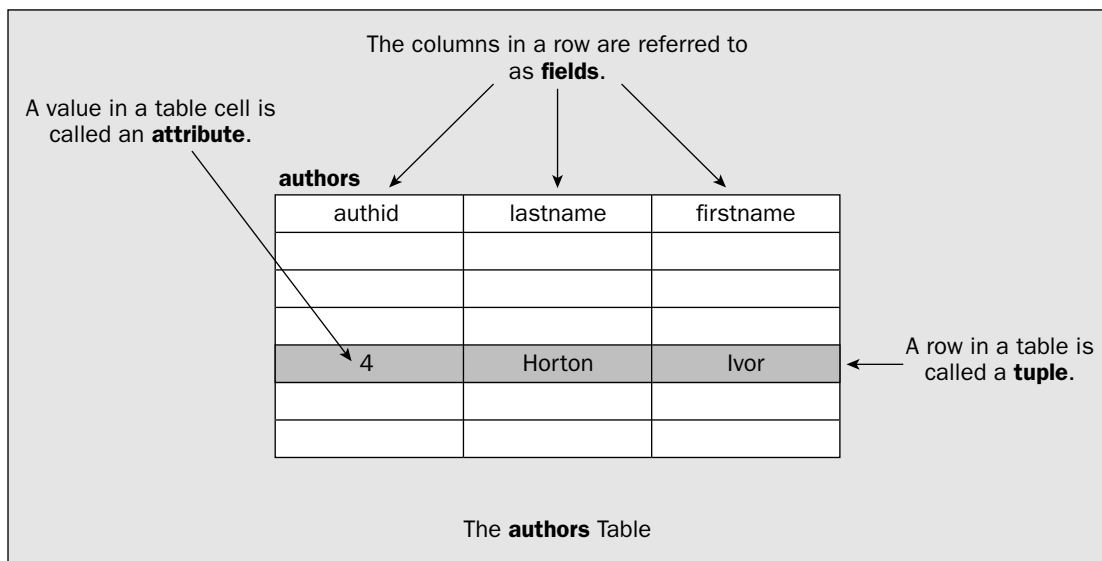 The columns in a row are referred to
as fields.
A value in a table cell is
called an attribute.
authors
authid lastname firstname
4 Horton Ivor
A row in a table is
called a tuple.
The authors Table